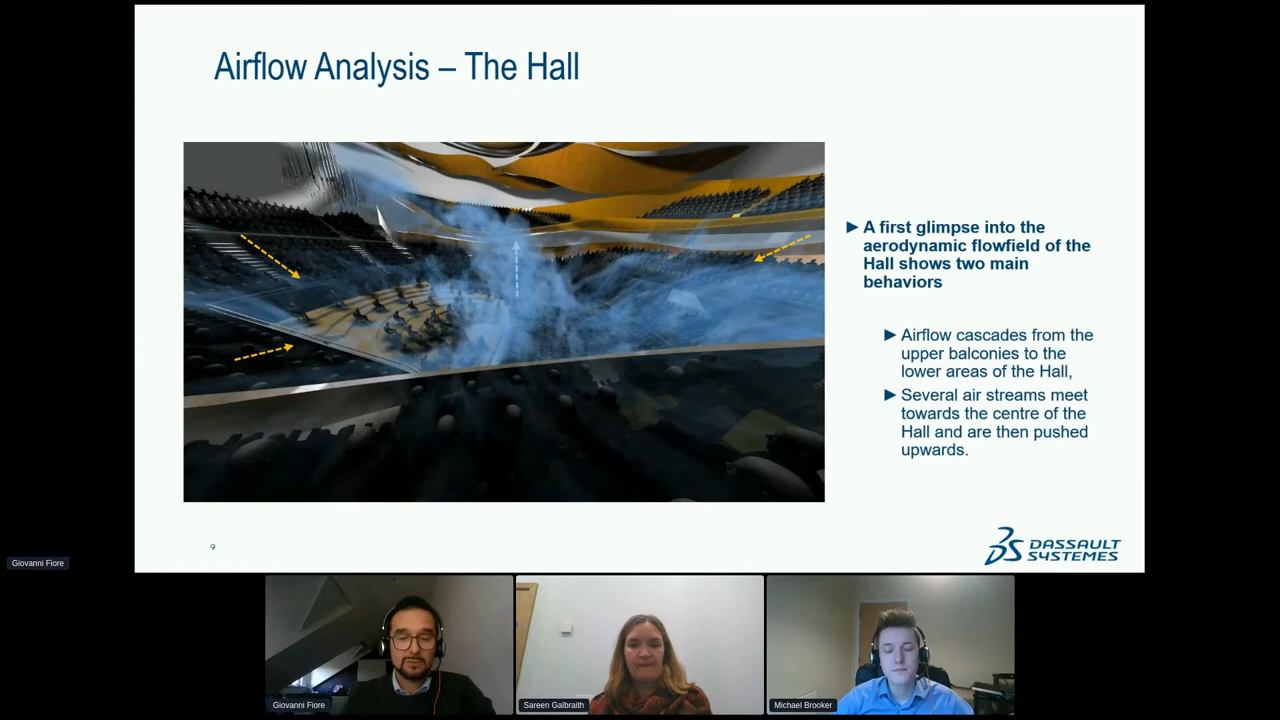 Airflow Analysis – The Hall
► A first glimpse into the
aerodynamic flowfield of the
Hall shows two main
behaviors
► Airflow cascades from the
upper balconies to the
lower areas of the Hall,
► Several air streams meet
towards the centre of the
Hall and are then pushed
upwards.
9
DASSAULT
SYSTEMES
Giovanni Fiore
Giovanni Fiore
Sareen Galbraith
Michael Brooker